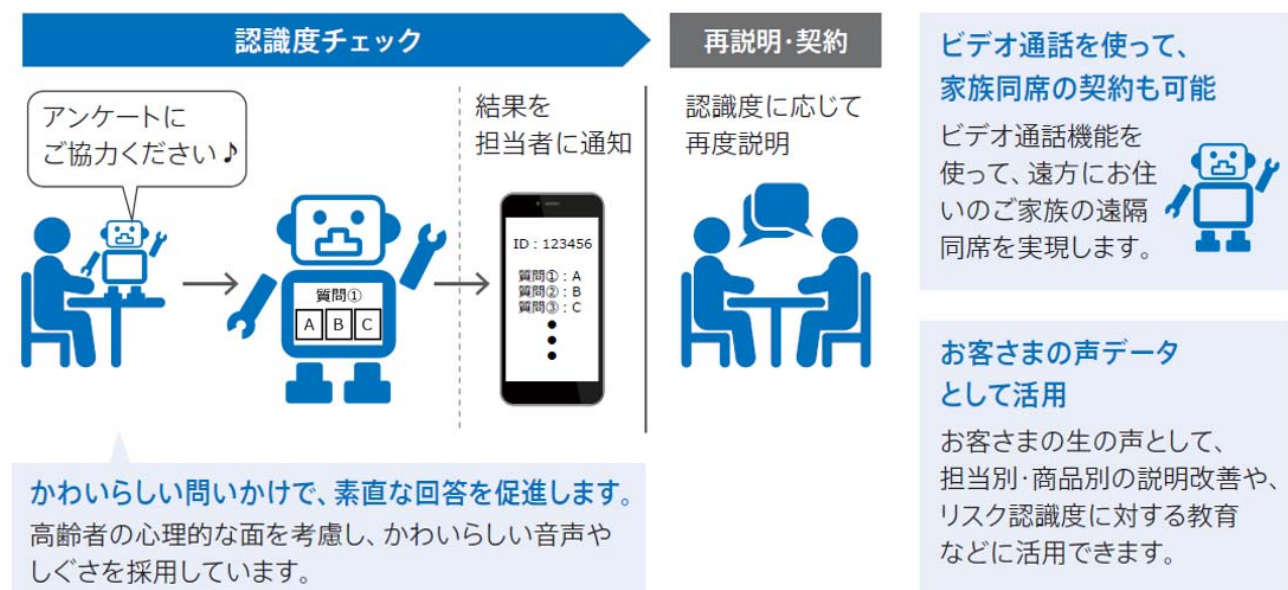 認識度チェック
再説明・契約
アンケートに
ご協力ください♪
質問①
A B C
結果を
担当者に通知
ID：123456
質問①：A
質問②：B
質問③：C
認識度に応じて
再度説明
かわいらしい問いかけで、素直な回答を促進します。
高齢者の心理的な面を考慮し、かわいらしい音声や
しぐさを採用しています。
ビデオ通話を使って、
家族同席の契約も可能
ビデオ通話機能を
使って、遠方にお住
いのご家族の遠隔
同席を実現します。
お客さまの声データ
として活用
お客さまの生の声として、
担当別・商品別の説明改善や、
リスク認識度に対する教育
などに活用できます。